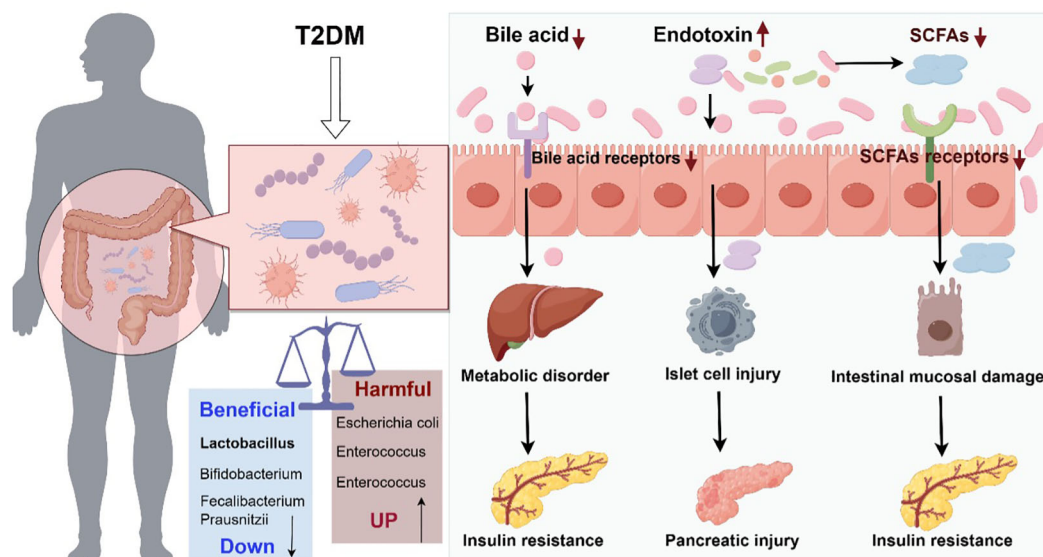 T2DM
Beneficial
Lactobacillus
Bifidobacterium
Fecalibacterium
Prausnitzii
Down
Harmful
Escherichia coli
Enterococcus
Enterococcus
UP
Bile acid
Endotoxin
SCFAs
Bile acid receptors
SCFAs receptors
Metabolic disorder
Islet cell injury
Intestinal mucosal damage
Insulin resistance
Pancreatic injury
Insulin resistance